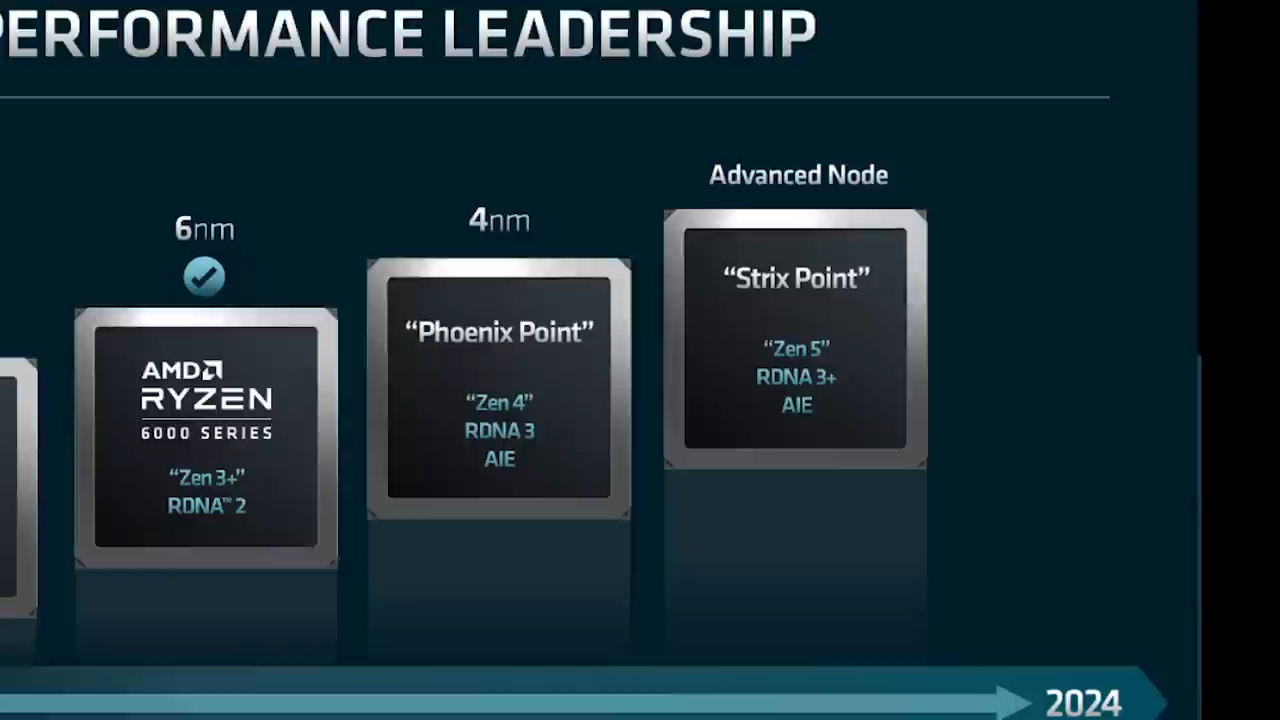 PERFORMANCE LEADERSHIP
6nm
AMD
RYZEN
6000 SERIES
“Zen 3+”
RDNA™ 2
4nm
“Phoenix Point”
“Zen 4”
RDNA 3
AIE
Advanced Node
“Strix Point”
“Zen 5”
RDNA 3+
AIE
2024